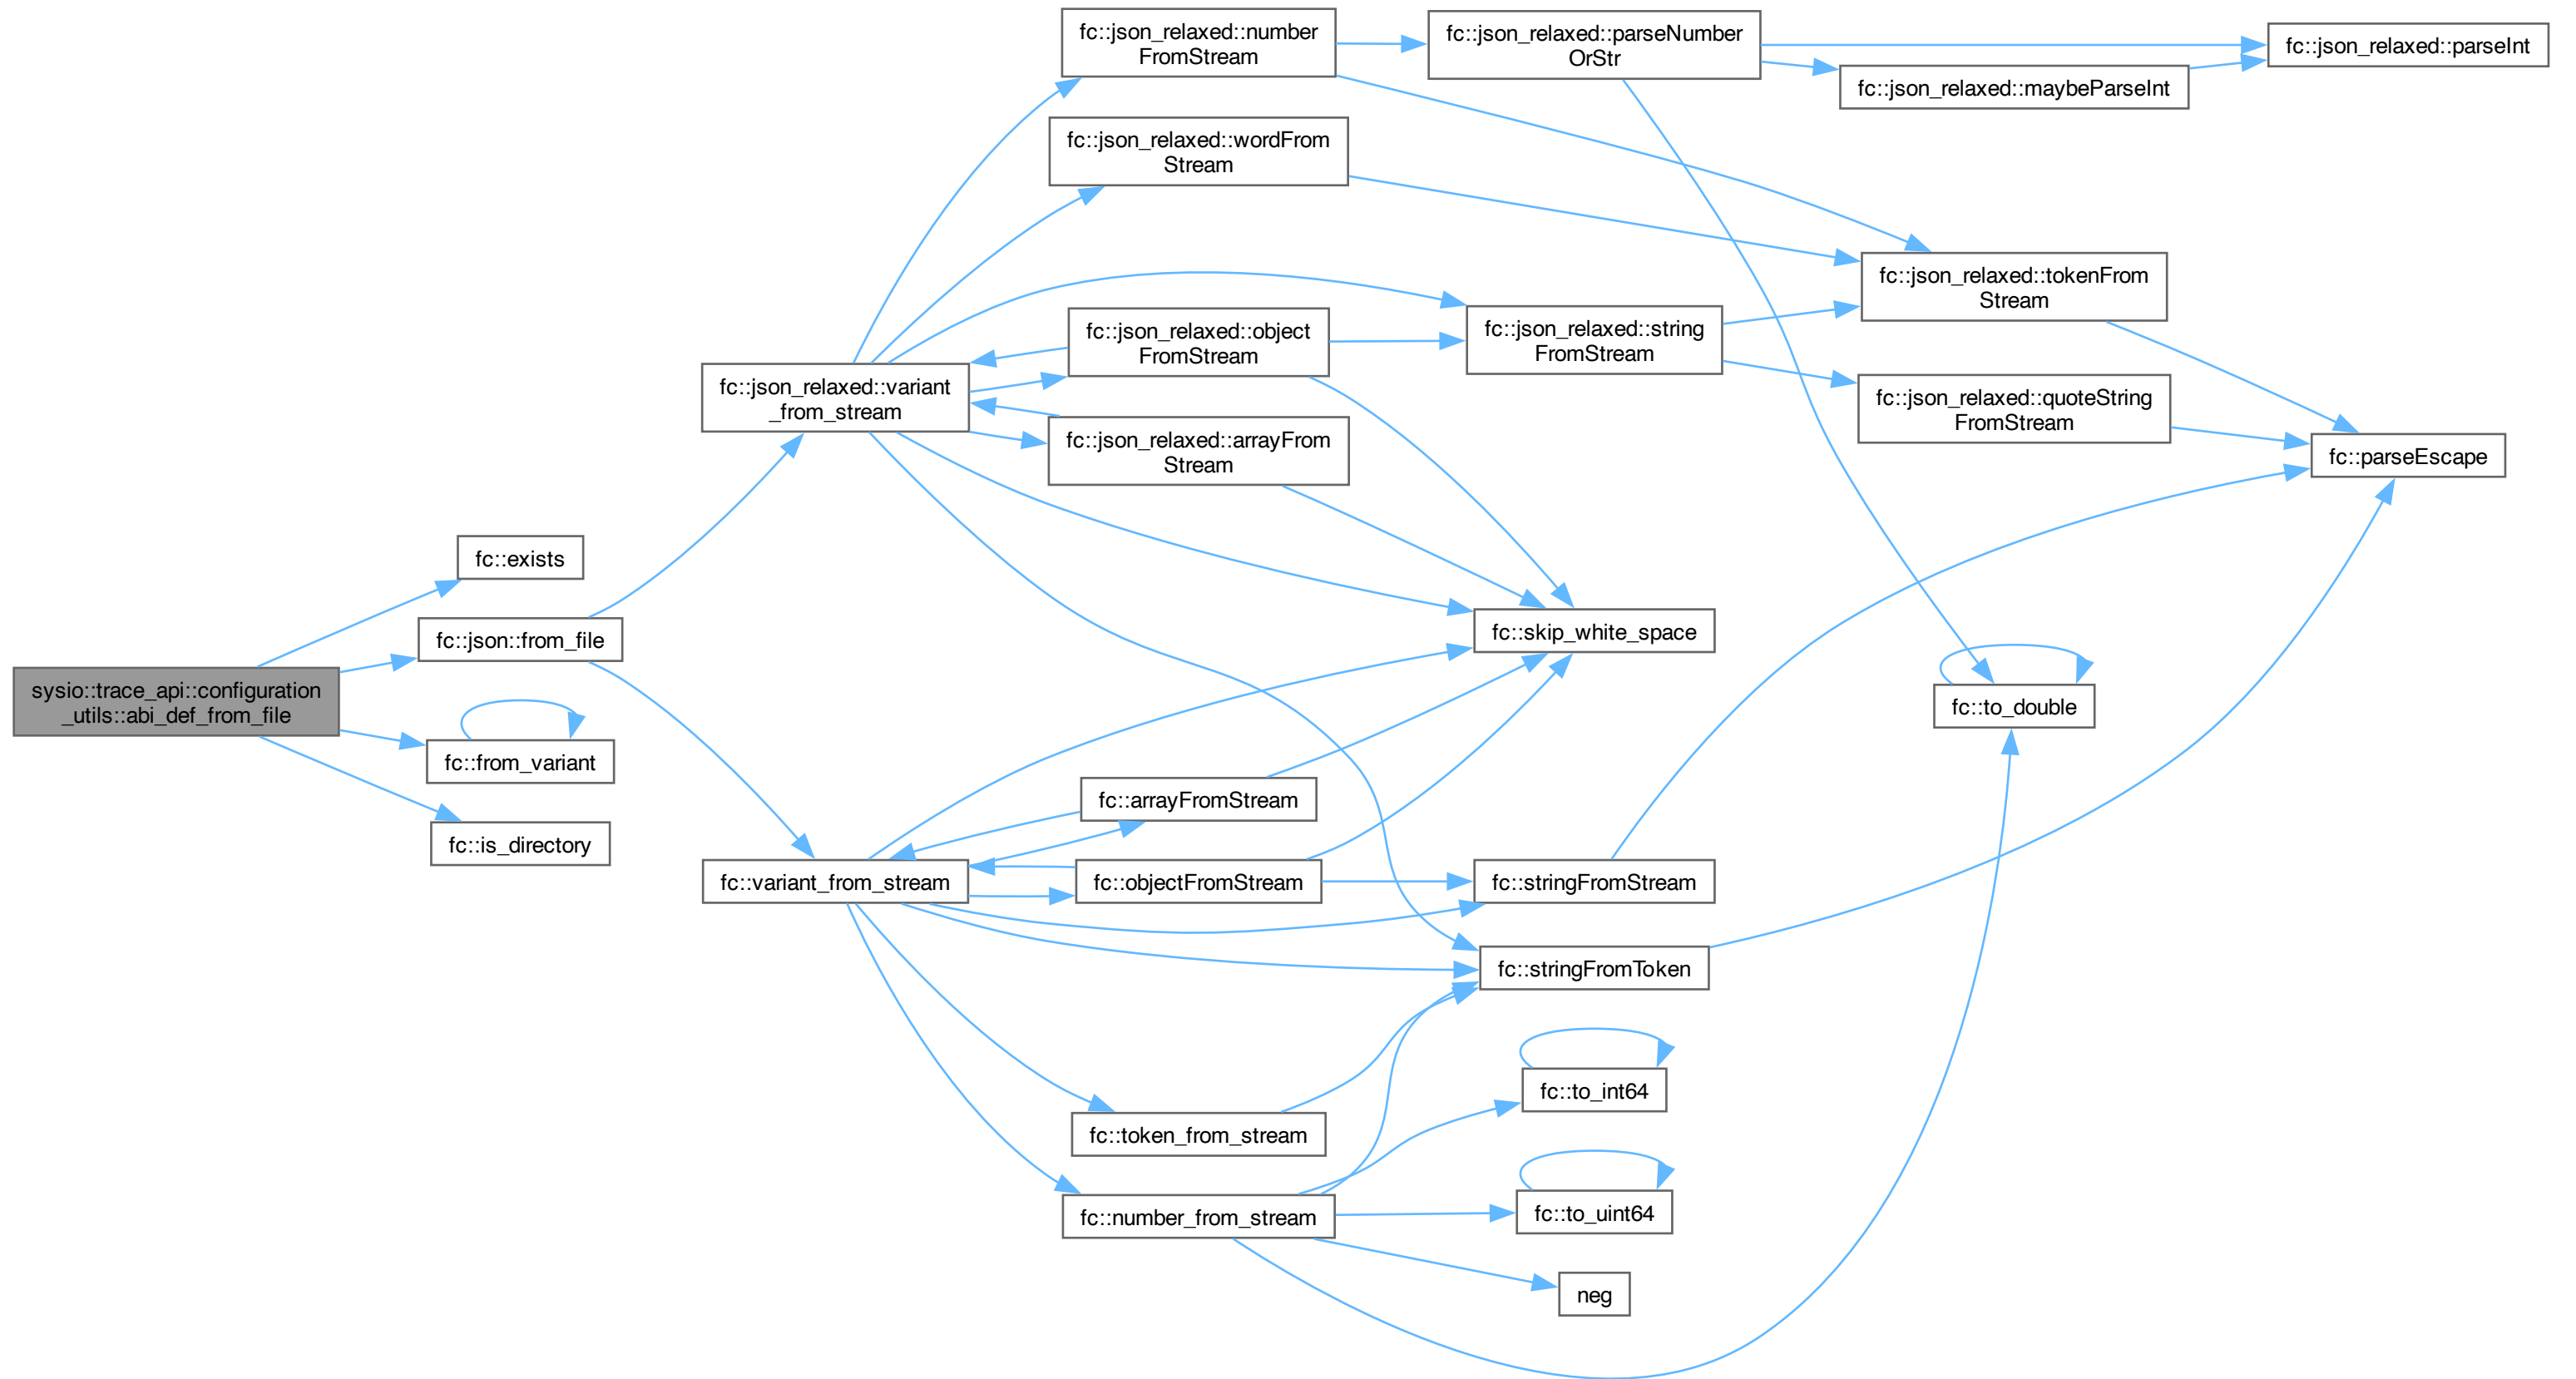 sysio::trace_api::configuration
_utils::abi_def_from_file
fc::exists
fc::json::from_file
fc::from_variant
fc::is_directory
fc::json_relaxed::variant
_from_stream
fc::variant_from_stream
fc::json_relaxed::number
FromStream
fc::json_relaxed::wordFrom
Stream
fc::json_relaxed::object
FromStream
fc::json_relaxed::arrayFrom
Stream
fc::arrayFromStream
fc::objectFromStream
fc::token_from_stream
fc::number_from_stream
fc::json_relaxed::parseNumber
OrStr
fc::json_relaxed::string
FromStream
fc::skip_white_space
fc::stringFromStream
fc::stringFromToken
fc::to_int64
fc::to_uint64
neg
fc::json_relaxed::maybeParseInt
fc::json_relaxed::tokenFrom
Stream
fc::json_relaxed::quoteString
FromStream
fc::to_double
fc::json_relaxed::parseInt
fc::parseEscape